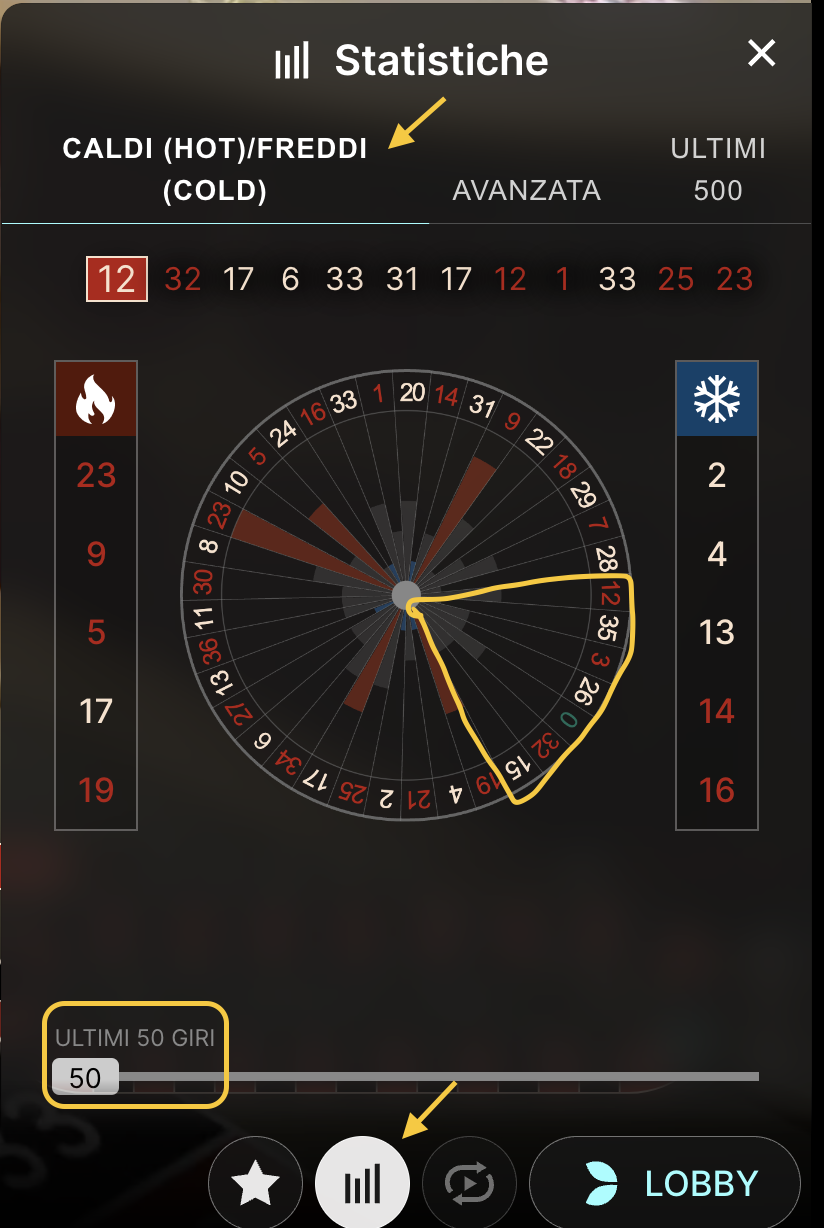 Statistiche
CALDI (HOT)/FREDDI
(COLD)
AVANZATA
ULTIMI
500
12 32 17 6 33 31 17 12 1 33 25 23
23
9
5
17
19
20 14 31 9 22 18 29 7 28 12 35 3 26 0 32 15 19 4 21 2 25 17 34 6 27 13 36 11 30 8 23 10 5 24 16 33 1
2
4
13
14
16
ULTIMI 50 GIRI
50
LOBBY